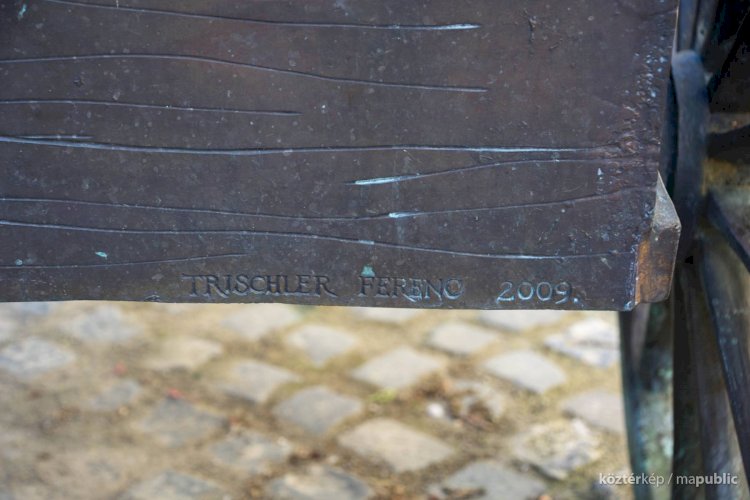 TRISCHLER FERENC 2009.
köztérkép / mapublic